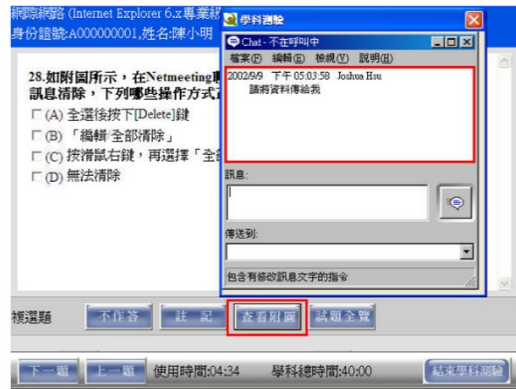 網際網路 (Internet Explorer 6.x專業級
身份證號:A000000001,姓名:陳小明
28.如附圖所示，在Netmeeting
訊息清除，下列哪些操作方式正
(A) 全選後按下[Delete]鍵
(B) 「編輯/全部清除」
(C) 按滑鼠右鍵，再選擇「全
(D) 無法清除
學科測驗
Chat - 不在呼叫中
檔案(F) 編輯(E) 檢視(V) 說明(H)
2002/9/9 下午 05:03:58 Joshua Hsu
請將資料傳給我
訊息:
傳送到:
包含有修改訊息文字的指令
複選題
不作答
註 記
查看附圖
試題全覽
下一題
上一題
使用時間:04:34
學科總時間:40:00
結束學科測驗